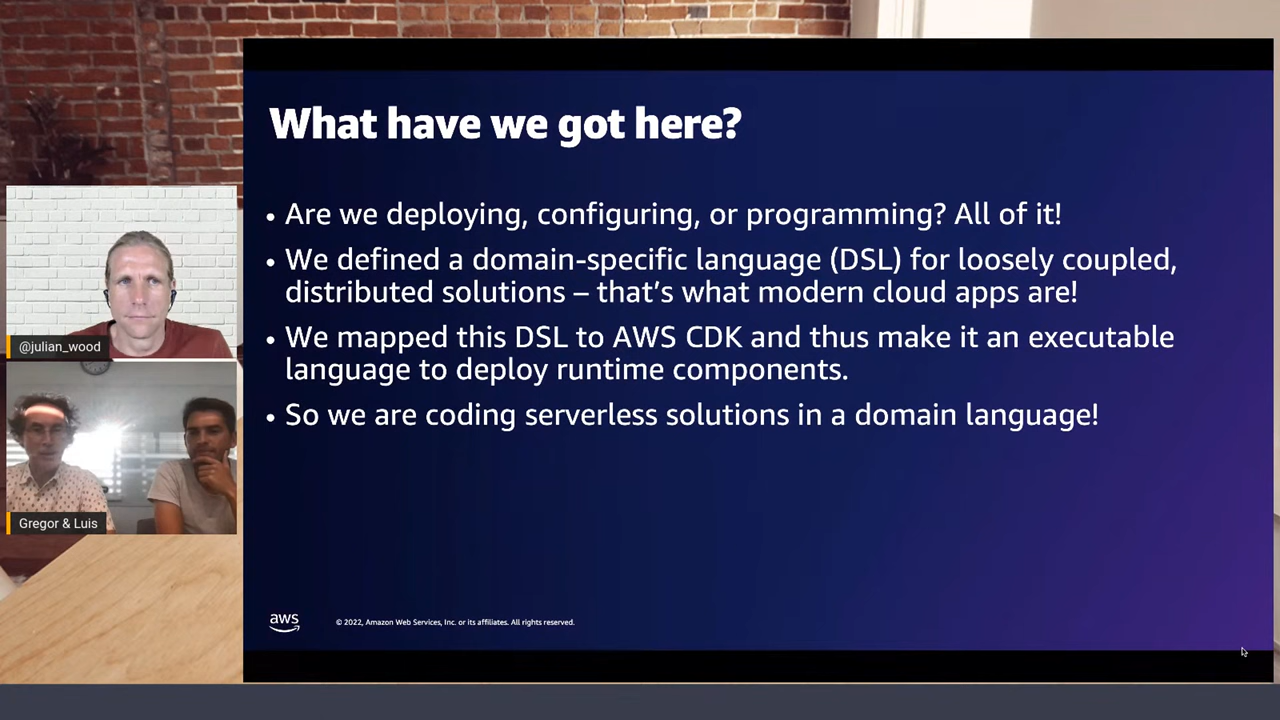 What have we got here?
• Are we deploying, configuring, or programming? All of it!
• We defined a domain-specific language (DSL) for loosely coupled,
distributed solutions – that's what modern cloud apps are!
• We mapped this DSL to AWS CDK and thus make it an executable
language to deploy runtime components.
• So we are coding serverless solutions in a domain language!
@julian_wood
Gregor & Luis
aws
© 2022, Amazon Web Services, Inc. or its affiliates. All rights reserved.